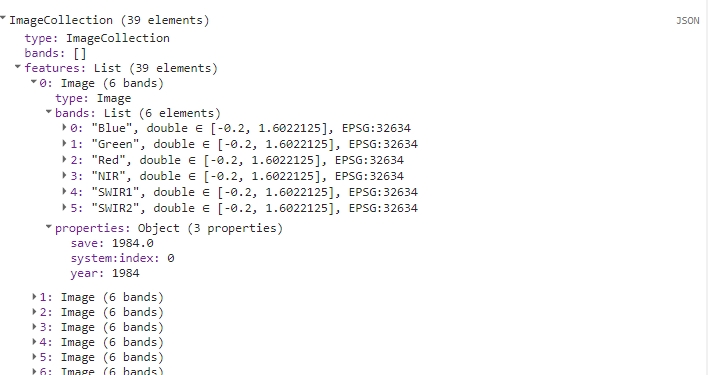 ImageCollection (39 elements) JSON
type: ImageCollection
bands: []
features: List (39 elements)
0: Image (6 bands)
type: Image
bands: List (6 elements)
0: "Blue", double ∈ [-0.2, 1.6022125], EPSG:32634
1: "Green", double ∈ [-0.2, 1.6022125], EPSG:32634
2: "Red", double ∈ [-0.2, 1.6022125], EPSG:32634
3: "NIR", double ∈ [-0.2, 1.6022125], EPSG:32634
4: "SWIR1", double ∈ [-0.2, 1.6022125], EPSG:32634
5: "SWIR2", double ∈ [-0.2, 1.6022125], EPSG:32634
properties: Object (3 properties)
save: 1984.0
system:index: 0
year: 1984
1: Image (6 bands)
2: Image (6 bands)
3: Image (6 bands)
4: Image (6 bands)
5: Image (6 bands)
6: Image (6 bands)